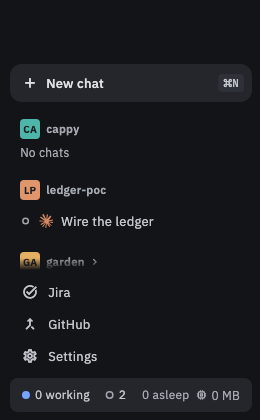 New chat ⌘N
CA cappy
No chats
LP ledger-poc
Wire the ledger
GA garden
Jira
GitHub
Settings
0 working 2 0 asleep 0 MB